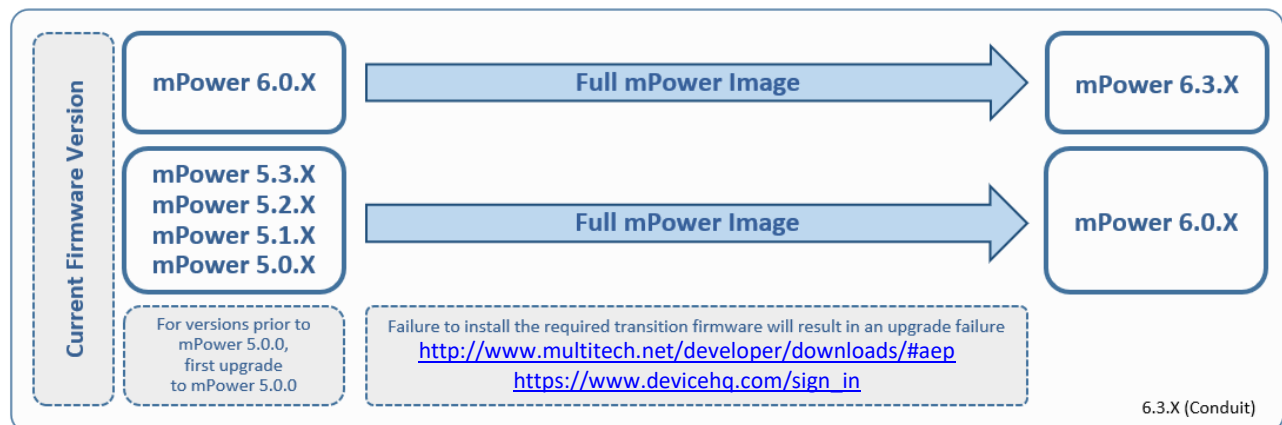 Current Firmware Version
mPower 6.0.X
Full mPower Image
mPower 6.3.X
mPower 5.3.X
mPower 5.2.X
mPower 5.1.X
mPower 5.0.X
Full mPower Image
mPower 6.0.X
For versions prior to
mPower 5.0.0,
first upgrade
to mPower 5.0.0
Failure to install the required transition firmware will result in an upgrade failure
http://www.multitech.net/developer/downloads/#aep
https://www.devicehq.com/sign_in
6.3.X (Conduit)